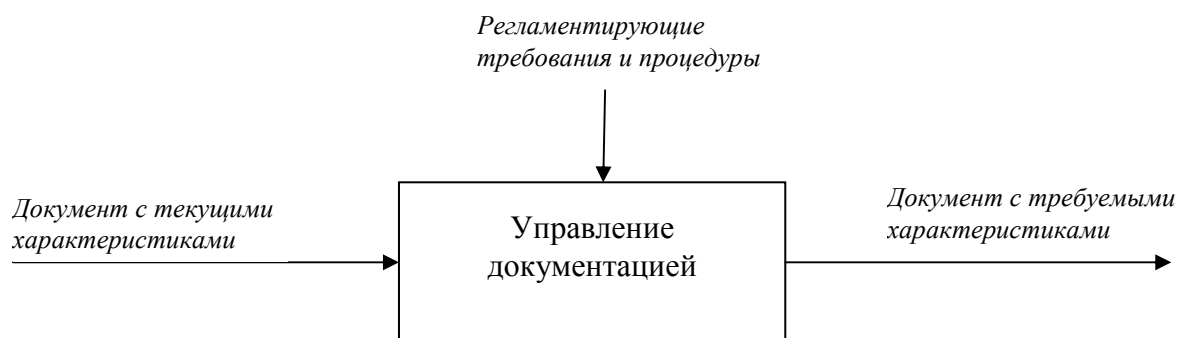 Регламентирующие
требования и процедуры
Документ с текущими
характеристиками
Управление
документацией
Документ с требуемыми
характеристиками